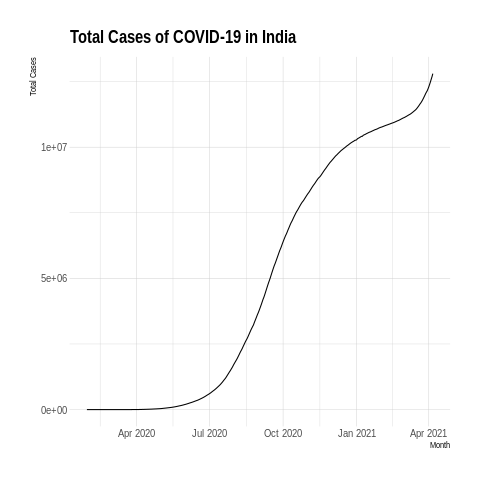 Total Cases of COVID-19 in India
Total Cases
1e+07
5e+06
0e+00
Apr 2020
Jul 2020
Oct 2020
Jan 2021
Apr 2021
Month